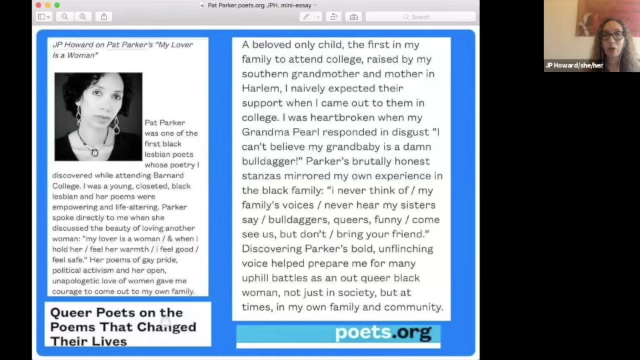 Pat Parker.poets.org JPH. mini-essay
Search
JP Howard on Pat Parker's "My Lover
Is a Woman"
Pat Parker
was one of the
first black
lesbian poets
whose poetry I
discovered while attending Barnard
College. I was a young, closeted, black
lesbian and her poems were
empowering and life-altering. Parker
spoke directly to me when she
discussed the beauty of loving another
woman: "my lover is a woman / & when i
hold her / feel her warmth / i feel good /
feel safe." Her poems of gay pride,
political activism and her open,
unapologetic love of women gave me
courage to come out to my own family.
Queer Poets on the
Poems That Changed
Their Lives
A beloved only child, the first in my
family to attend college, raised by my
southern grandmother and mother in
Harlem, I naively expected their
support when I came out to them in
college. I was heartbroken when my
Grandma Pearl responded in disgust "I
can't believe my grandbaby is a damn
bulldagger!" Parker's brutally honest
stanzas mirrored my own experience in
the black family: "i never think of / my
family's voices / never hear my sisters
say / bulldaggers, queers, funny / come
see us, but don't / bring your friend."
Discovering Parker's bold, unflinching
voice helped prepare me for many
uphill battles as an out queer black
woman, not just in society, but at
times, in my own family and community.
poets.org
JP Howard/she/her